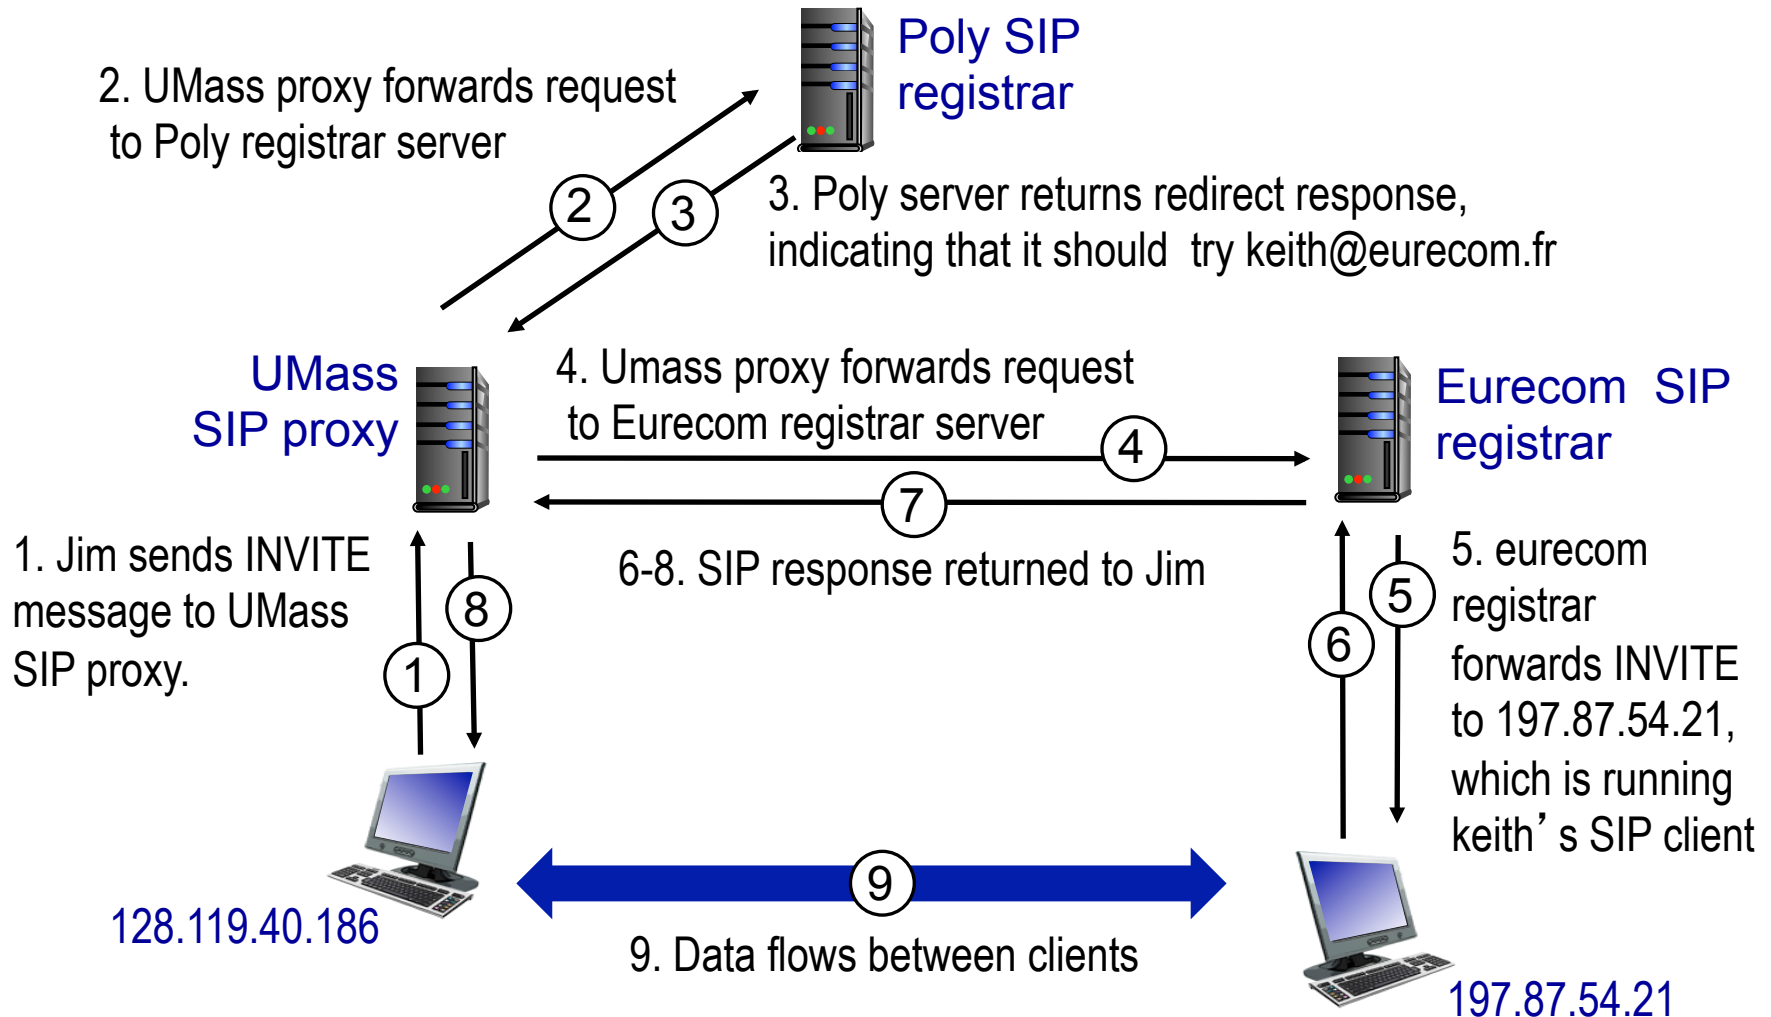 Poly SIP
registrar
2. UMass proxy forwards request
to Poly registrar server
2
3
3. Poly server returns redirect response,
indicating that it should  try keith@eurecom.fr
UMass
SIP proxy
4. Umass proxy forwards request
to Eurecom registrar server
4
Eurecom  SIP
registrar
7
1. Jim sends INVITE
message to UMass
SIP proxy.
8
1
6-8. SIP response returned to Jim
5
6
5. eurecom
registrar
forwards INVITE
to 197.87.54.21,
which is running
keith’ s SIP client
128.119.40.186
9
9. Data flows between clients
197.87.54.21